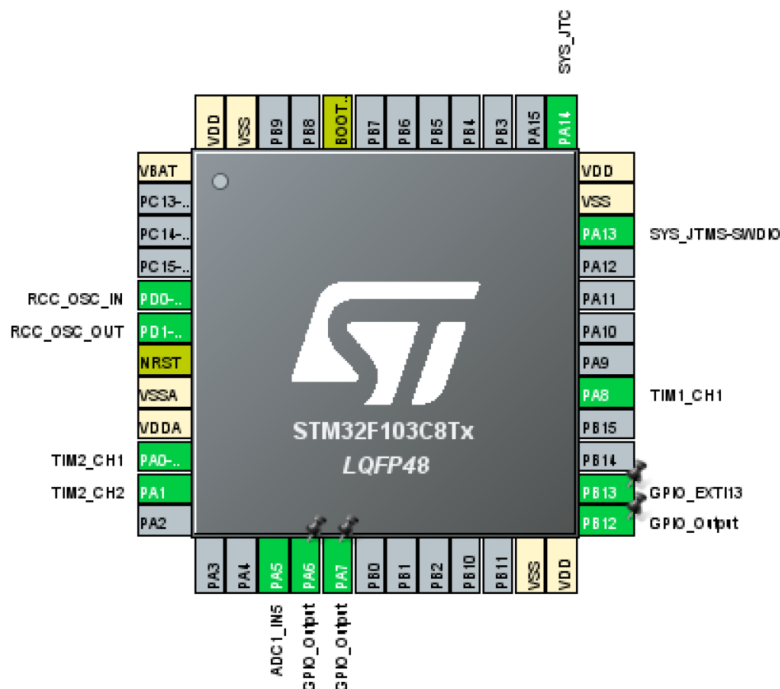 SYS_JTC
VDD
VSS
PB9
PB8
BOOT..
PB7
PB6
PB5
PB4
PB3
PA15
PA14
VBAT
PC13-..
PC14-..
PC15-..
RCC_OSC_IN PD0-..
RCC_OSC_OUT PD1-..
NRST
VSSA
VDDA
TIM2_CH1 PA0-..
TIM2_CH2 PA1
PA2
VDD
VSS
PA13 SYS_JTMS-SWDIO
PA12
PA11
PA10
PA9
PA8 TIM1_CH1
PB15
PB14
PB13 GPIO_EXTI13
PB12 GPIO_Output
ST
STM32F103C8Tx
LQFP48
PA3
PA4
PA5
PA6
PA7
PB0
PB1
PB2
PB10
PB11
VSS
VDD
ADC1_IN5
GPIO_Output
GPIO_Output